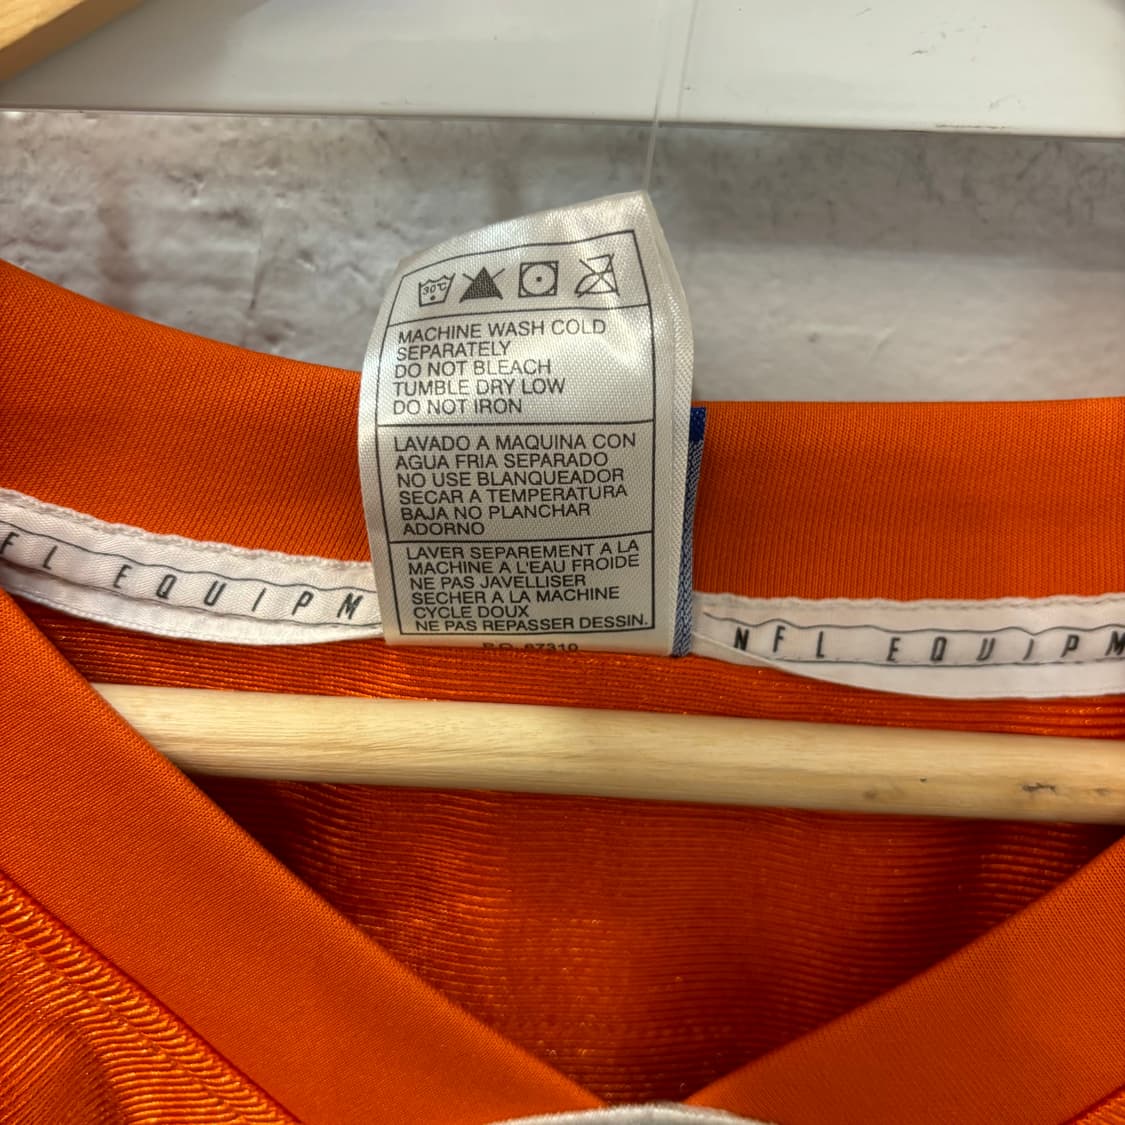 30°C
MACHINE WASH COLD
SEPARATELY
DO NOT BLEACH
TUMBLE DRY LOW
DO NOT IRON
LAVADO A MAQUINA CON
AGUA FRIA SEPARADO
NO USE BLANQUEADOR
SECAR A TEMPERATURA
BAJA NO PLANCHAR
ADORNO
LAVER SEPAREMENT A LA
MACHINE A L'EAU FROIDE
NE PAS JAVELLISER
SECHER A LA MACHINE
CYCLE DOUX
NE PAS REPASSER DESSIN.
P.O. 67310
FL EQUIPM
NFL EQUIPM